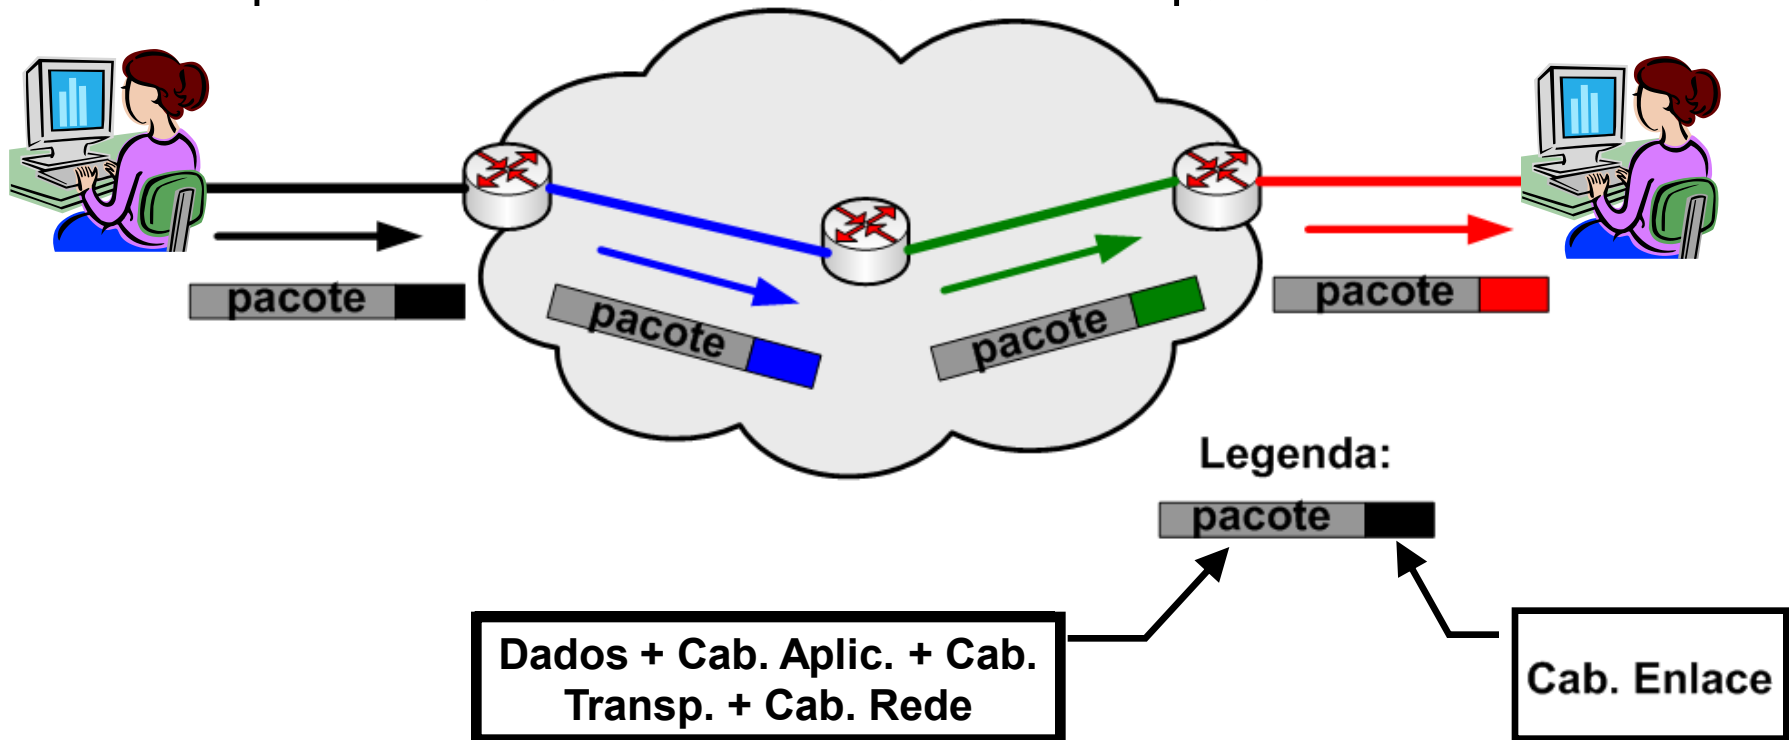 pacote
pacote
pacote
pacote
Legenda:
pacote
Dados + Cab. Aplic. + Cab.
Transp. + Cab. Rede
Cab. Enlace